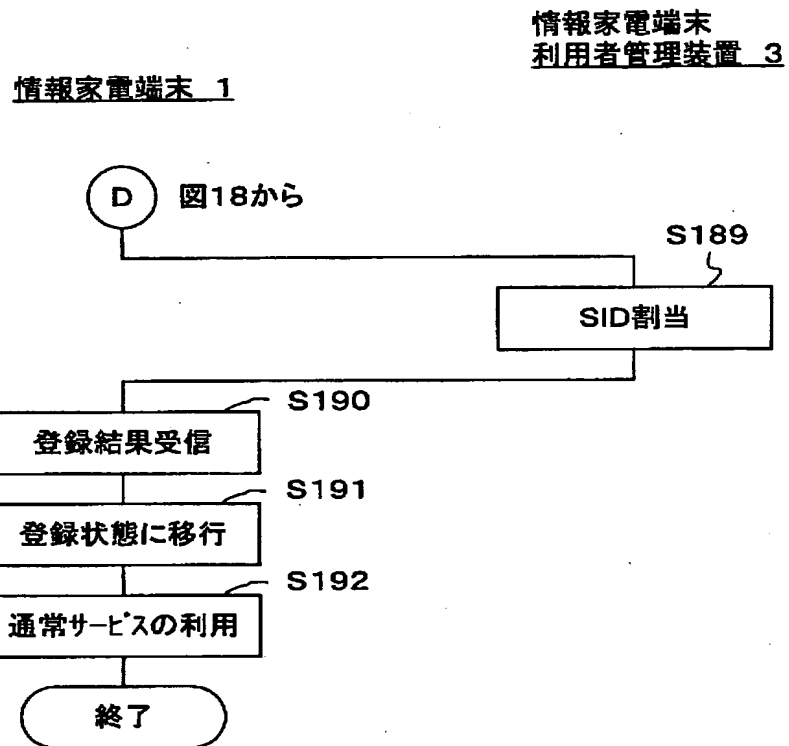 情報家電端末
利用者管理装置 3
情報家電端末 1
D 図18から
S189
SID割当
S190
登録結果受信
S191
登録状態に移行
S192
通常ｻｰﾋﾞｽの利用
終了